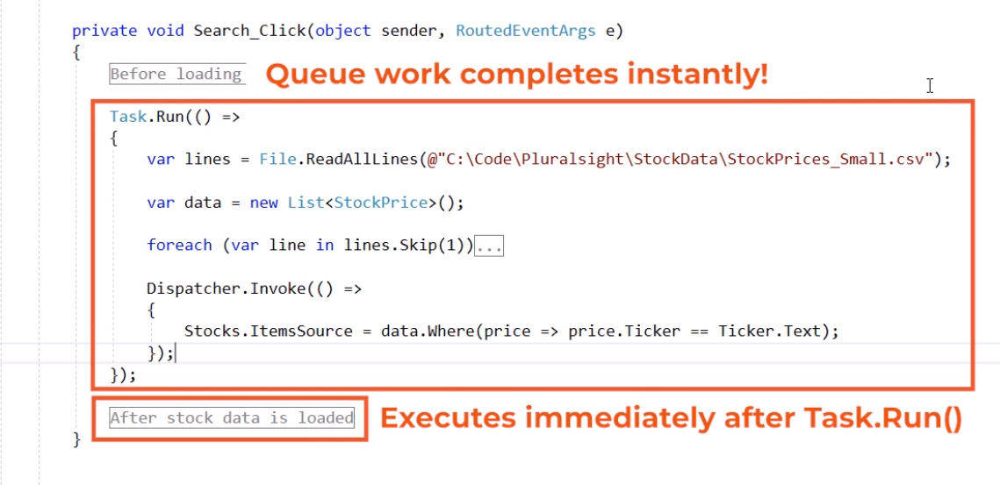 private void Search_Click(object sender, RoutedEventArgs e)
{
Before loading Queue work completes instantly!
Task.Run(() =>
{
var lines = File.ReadAllLines(@"C:\Code\Pluralsight\StockData\StockPrices_Small.csv");
var data = new List<StockPrice>();
foreach (var line in lines.Skip(1))...
Dispatcher.Invoke(() =>
{
Stocks.ItemsSource = data.Where(price => price.Ticker == Ticker.Text);
});
});
After stock data is loaded Executes immediately after Task.Run()
}